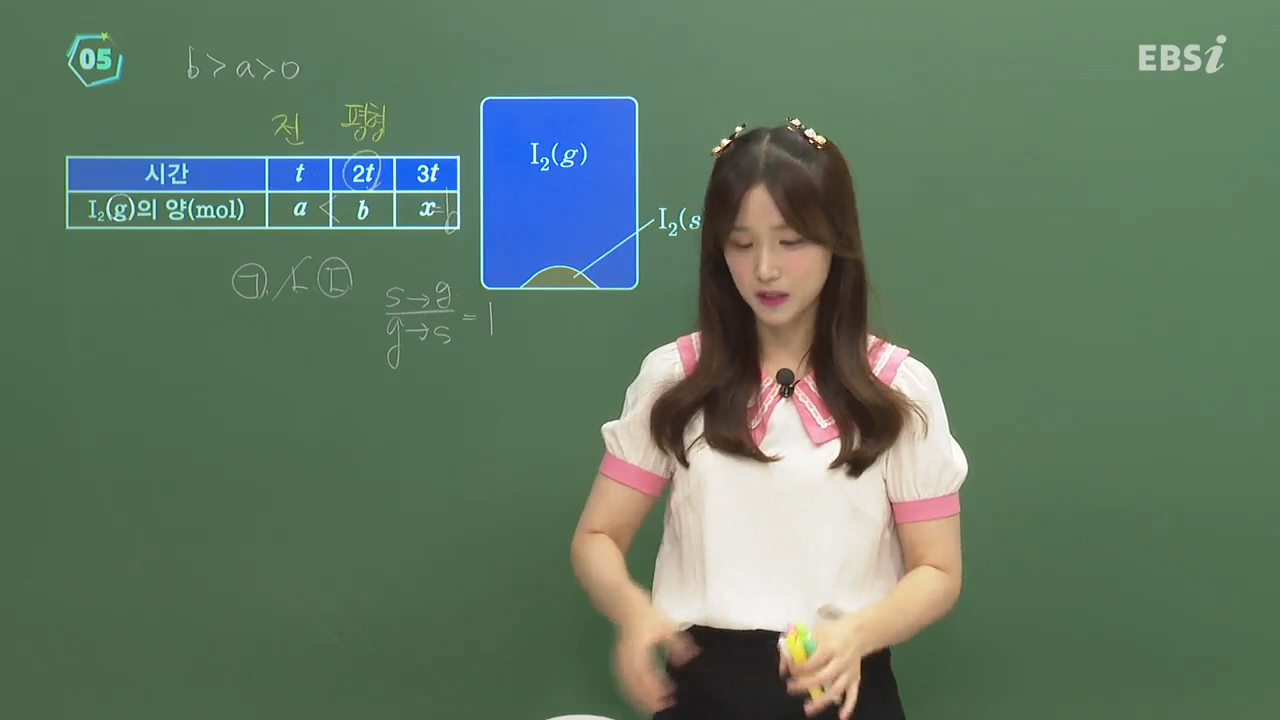 05
b>a>0
EBSi
전 평형
시간 t 2t 3t
I₂(g)의 양(mol) a < b x=b
I₂(g)
I₂(s
ㄱ. ㄴ. ㄷ
s→g
g→s
=1